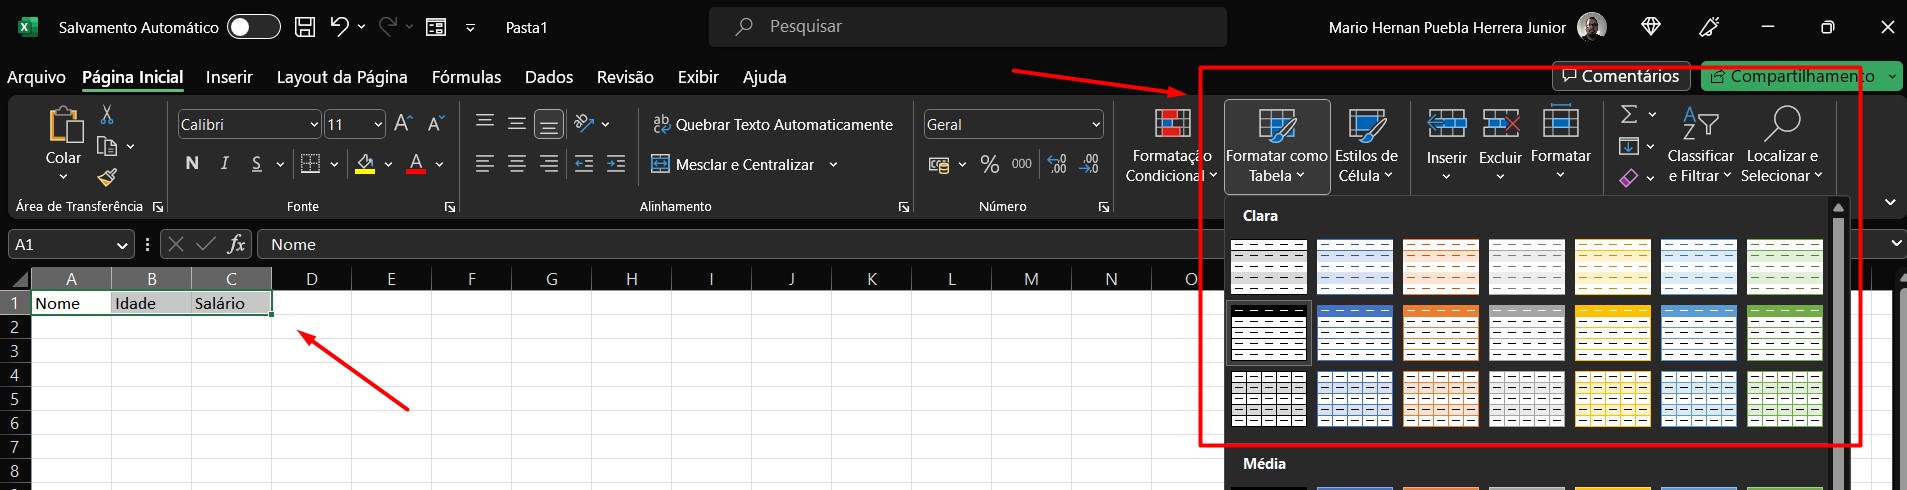 Salvamento Automático
Pasta1
Pesquisar
Mario Hernan Puebla Herrera Junior
Arquivo Página Inicial Inserir Layout da Página Fórmulas Dados Revisão Exibir Ajuda
Comentários
Compartilhamento
Colar
Área de Transferência
Calibri 11
N I S
Fonte
Quebrar Texto Automaticamente
Mesclar e Centralizar
Alinhamento
Geral
% 000
Número
Formatação Condicional
Formatar como Tabela
Estilos de Célula
Inserir
Excluir
Formatar
Classificar e Filtrar
Localizar e Selecionar
A1 fx Nome
A B C D E F G H I J K L M N O
1 Nome Idade Salário
2
3
4
5
6
7
8
Clara
Média